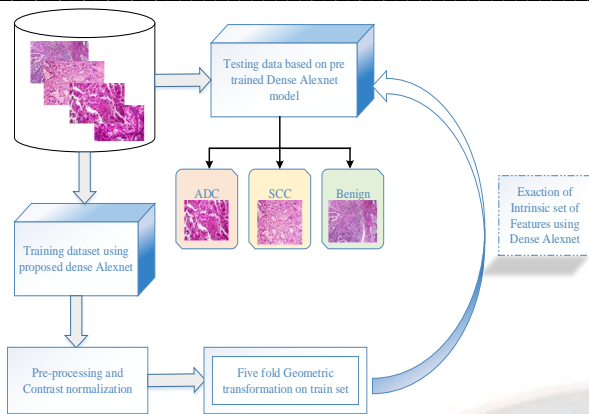 Testing data based on pre
trained Dense Alexnet
model
ADC
SCC
Benign
Exaction of
Intrinsic set of
Features using
Dense Alexnet
Training dataset using
proposed dense Alexnet
Pre-processing and
Contrast normalization
Five fold Geometric
transformation on train set